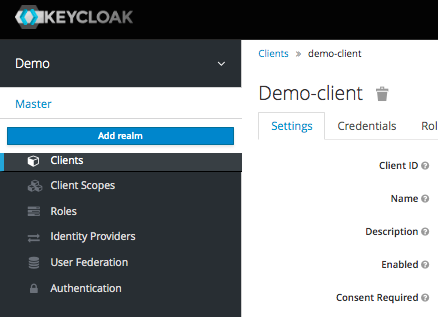 KEYCLOAK
Demo
Master
Add realm
Clients
Client Scopes
Roles
Identity Providers
User Federation
Authentication
Clients » demo-client
Demo-client
Settings Credentials Rol
Client ID
Name
Description
Enabled
Consent Required